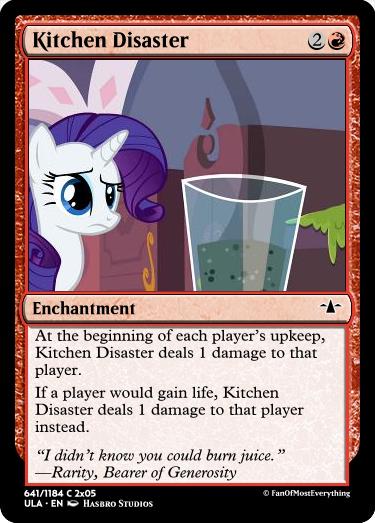 Kitchen Disaster 2
Enchantment
At the beginning of each player's upkeep,
Kitchen Disaster deals 1 damage to that
player.
If a player would gain life, Kitchen
Disaster deals 1 damage to that player
instead.
"I didn't know you could burn juice."
—Rarity, Bearer of Generosity
641/1184 C 2x05
ULA • EN Hasbro Studios
© FanOfMostEverything